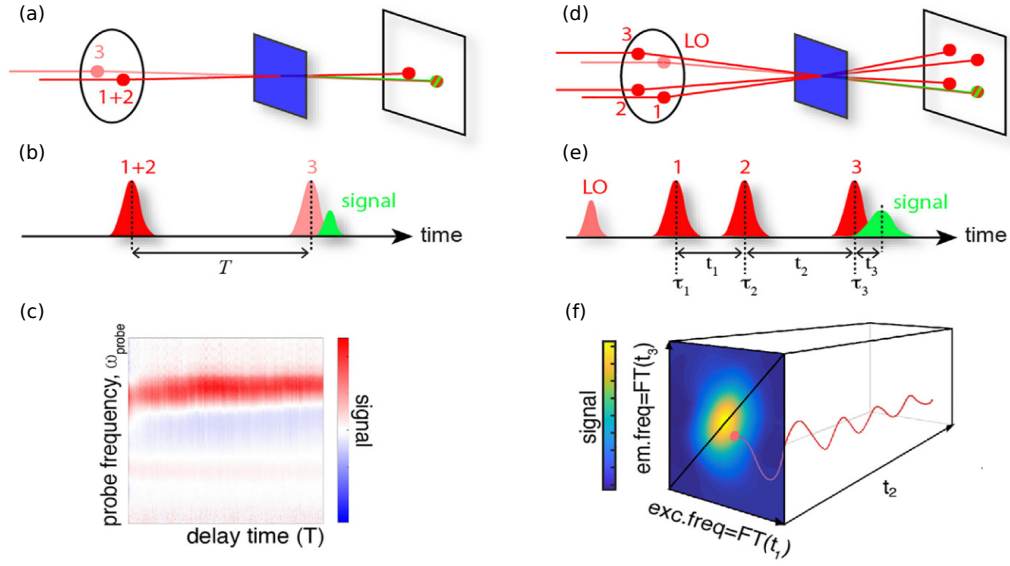 (a)
3
1+2
(b)
1+2
3
signal
time
T
(c)
probe frequency, ω_probe
signal
delay time (T)
(d)
3
LO
2
1
(e)
LO
1
2
3
signal
time
t₁
t₂
t₃
τ₁
τ₂
τ₃
(f)
signal
em.freq=FT(t₃)
exc.freq=FT(t₁)
t₂